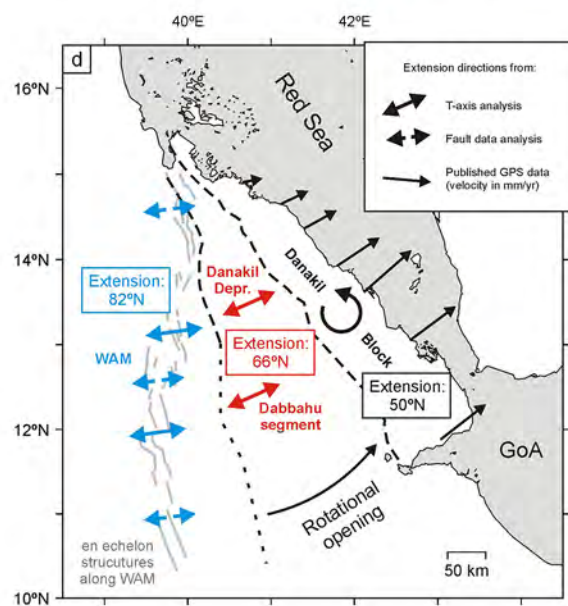 40ºE
42ºE
16ºN
14ºN
12ºN
10ºN
d
Extension directions from:
T-axis analysis
Fault data analysis
Published GPS data
(velocity in mm/yr)
Red Sea
Extension:
82ºN
Danakil
Depr.
Danakil
Block
WAM
Extension:
66ºN
Dabbahu
segment
Extension:
50ºN
GoA
Rotational
opening
en echelon
strucutures
along WAM
50 km